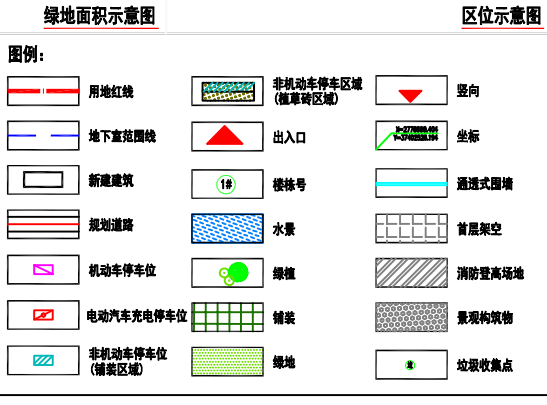 绿地面积示意图
区位示意图
图例：
用地红线
地下室范围线
新建建筑
规划道路
机动车停车位
电动汽车充电停车位
非机动车停车位
(铺装区域)
非机动车停车区域
(植草砖区域)
出入口
1#
楼栋号
水景
绿植
铺装
绿地
竖向
坐标
通透式围墙
首层架空
消防登高场地
景观构筑物
垃圾收集点